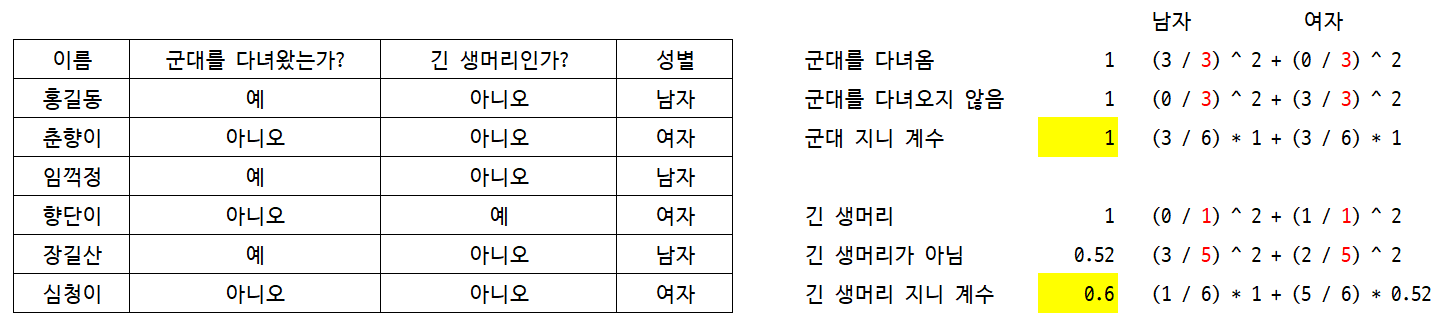 남자 여자
이름 군대를 다녀왔는가? 긴 생머리인가? 성별 군대를 다녀옴 1 (3 / 3) ^ 2 + (0 / 3) ^ 2
홍길동 예 아니오 남자 군대를 다녀오지 않음 1 (0 / 3) ^ 2 + (3 / 3) ^ 2
춘향이 아니오 아니오 여자 군대 지니 계수 1 (3 / 6) * 1 + (3 / 6) * 1
임꺽정 예 아니오 남자
향단이 아니오 예 여자 긴 생머리 1 (0 / 1) ^ 2 + (1 / 1) ^ 2
장길산 예 아니오 남자 긴 생머리가 아님 0.52 (3 / 5) ^ 2 + (2 / 5) ^ 2
심청이 아니오 아니오 여자 긴 생머리 지니 계수 0.6 (1 / 6) * 1 + (5 / 6) * 0.52